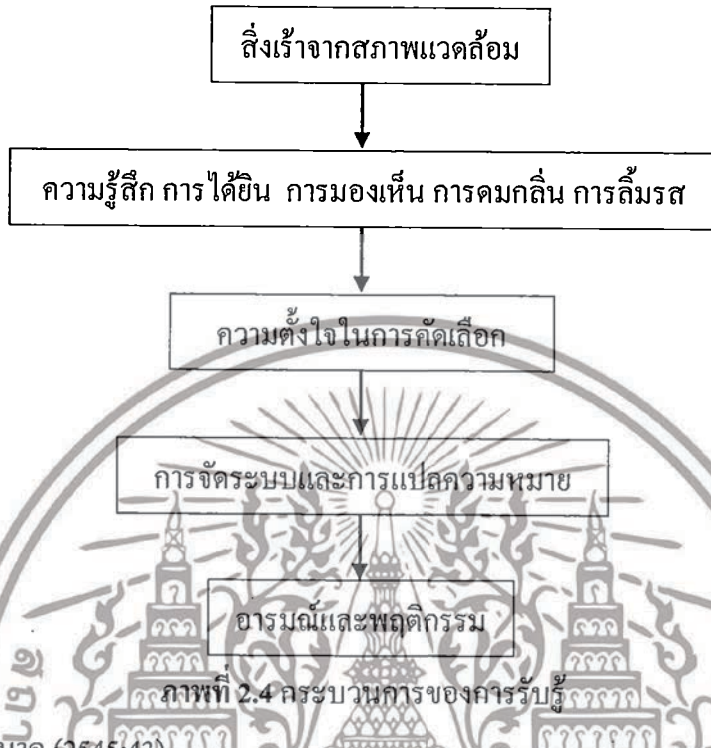 สิ่งเร้าจากสภาพแวดล้อม
ความรู้สึก การได้ยิน การมองเห็น การดมกลิ่น การลิ้มรส
ความตั้งใจในการคัดเลือก
การจัดระบบและการแปลความหมาย
อารมณ์และพฤติกรรม
ภาพที่ 2.4 กระบวนการของการรับรู้
(2545:42)